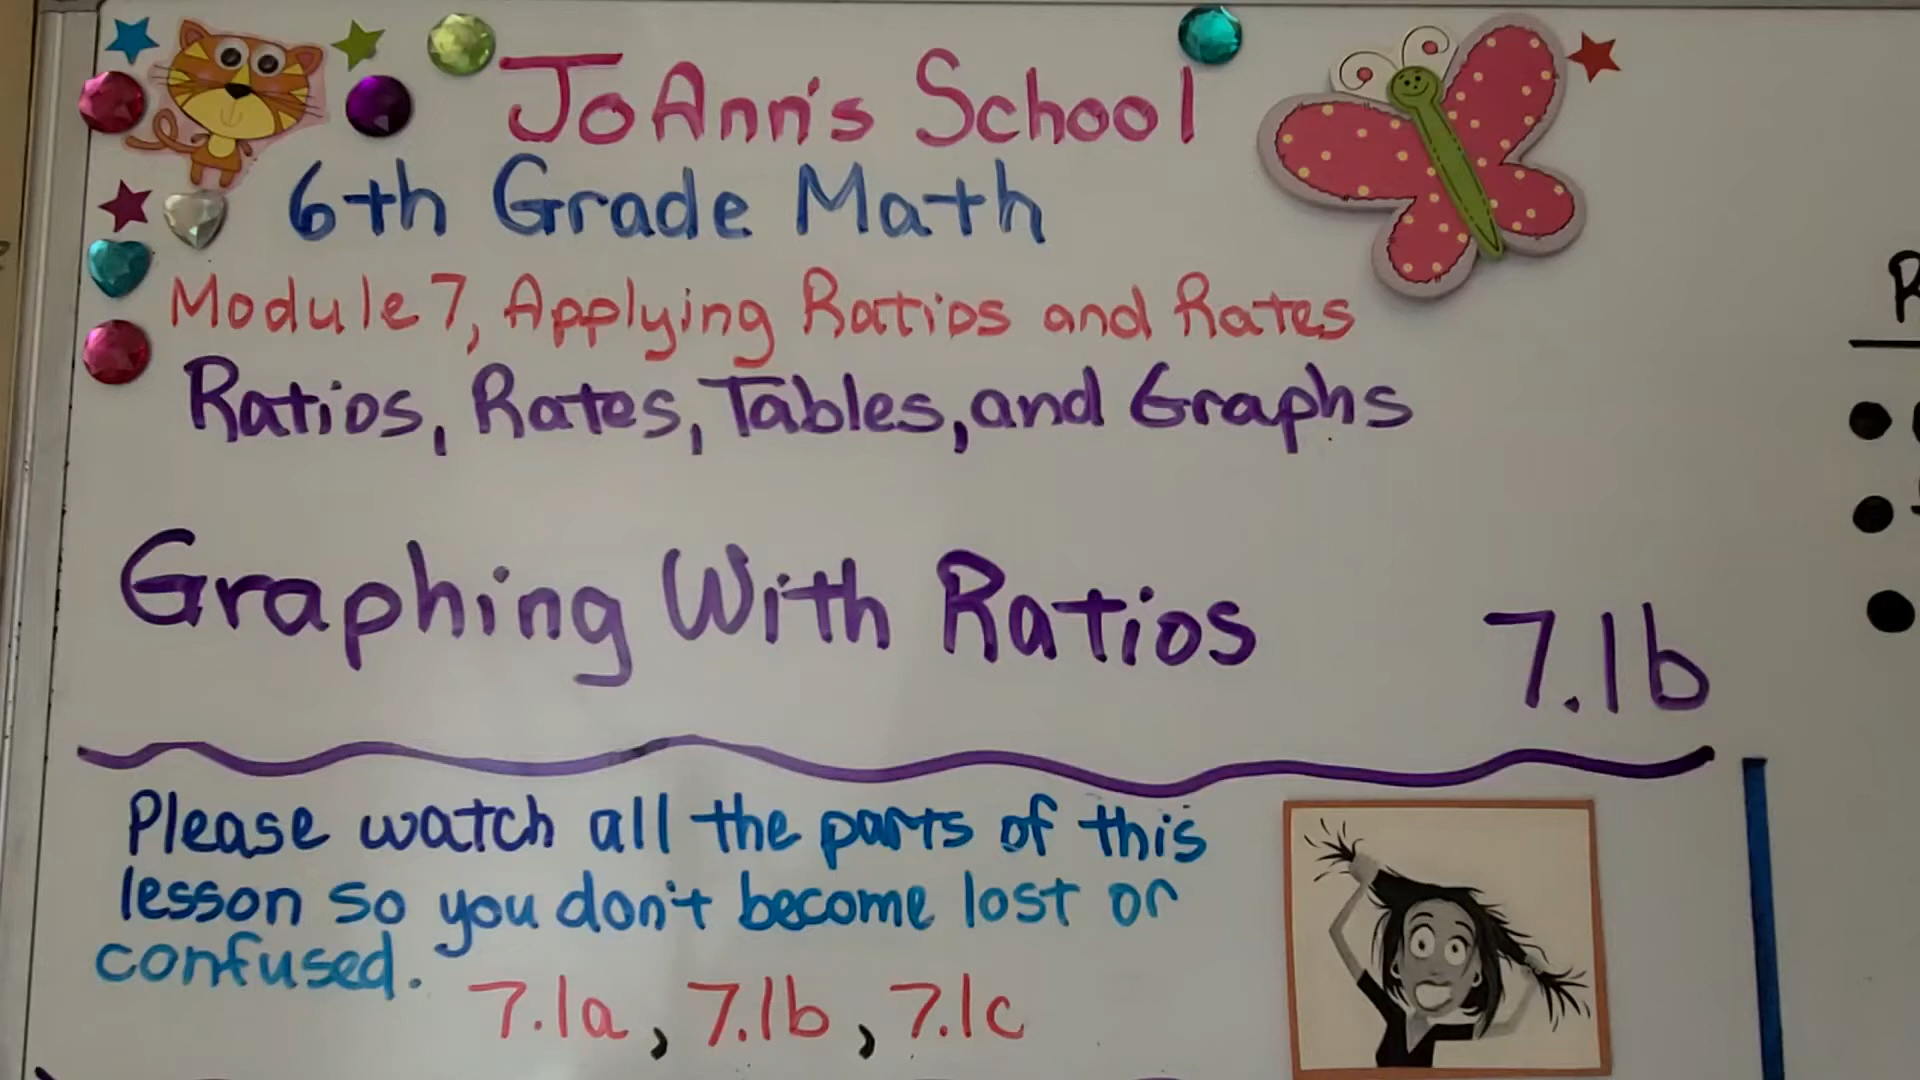 JoAnn's School
6th Grade Math
Module 7, Applying Ratios and Rates
Ratios, Rates, Tables, and Graphs
Graphing With Ratios
7.1b
Please watch all the parts of this
lesson so you don't become lost or
confused.
7.1a, 7.1b, 7.1c